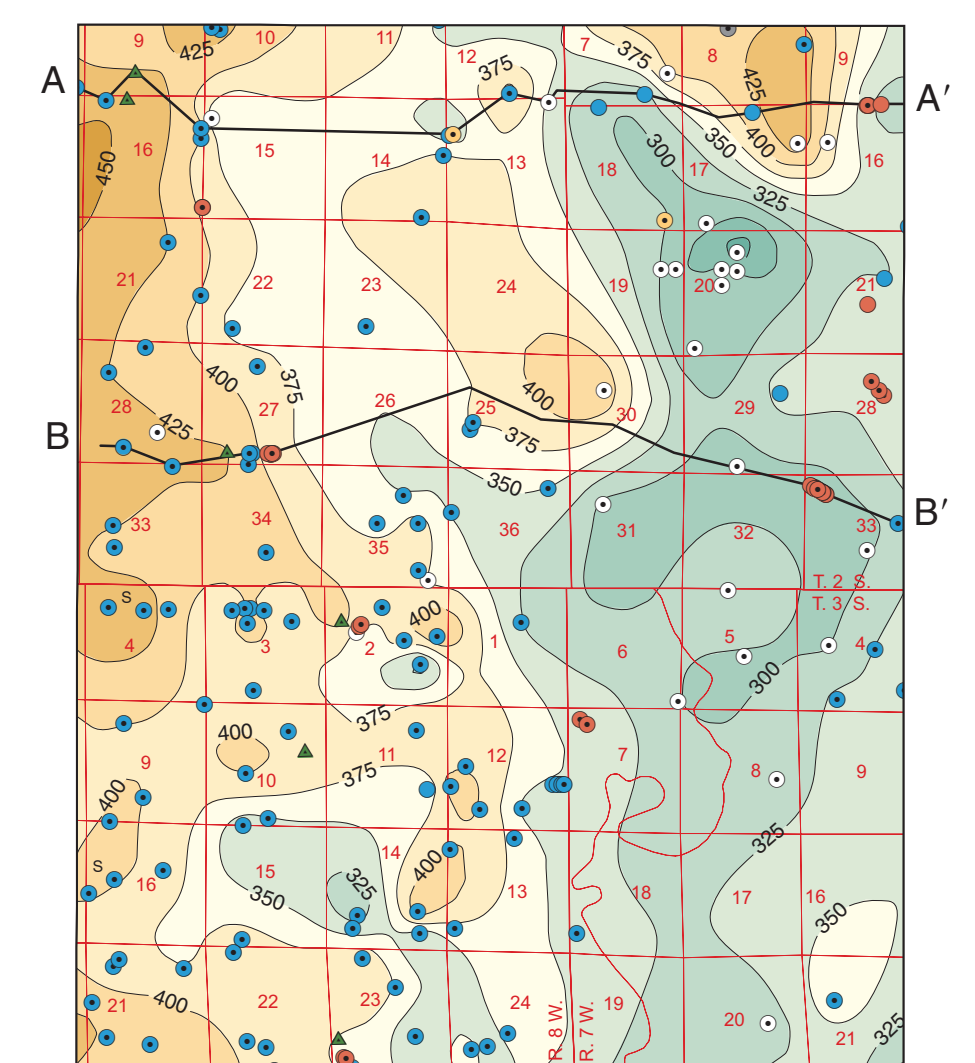 9 10 11 12 7 8 9
425 375 375 425
A A′
450 16 15 14 13 18 300 17 350 400 16
325
21 22 23 24 19 20 21
400 375 400
28 425 27 26 25 30 29 28
B 375
350 B′
33 34 35 36 31 32 33
T. 2 S.
T. 3 S.
S 400
4 3 2 1 6 5 4
300
375
400
9 10 11 12 7 8 9
400 375
325
S 16 15 14 400 13 18 17 16
350 325 350
400
21 22 23 24 19 20 21
R. 8 W. R. 7 W. 325